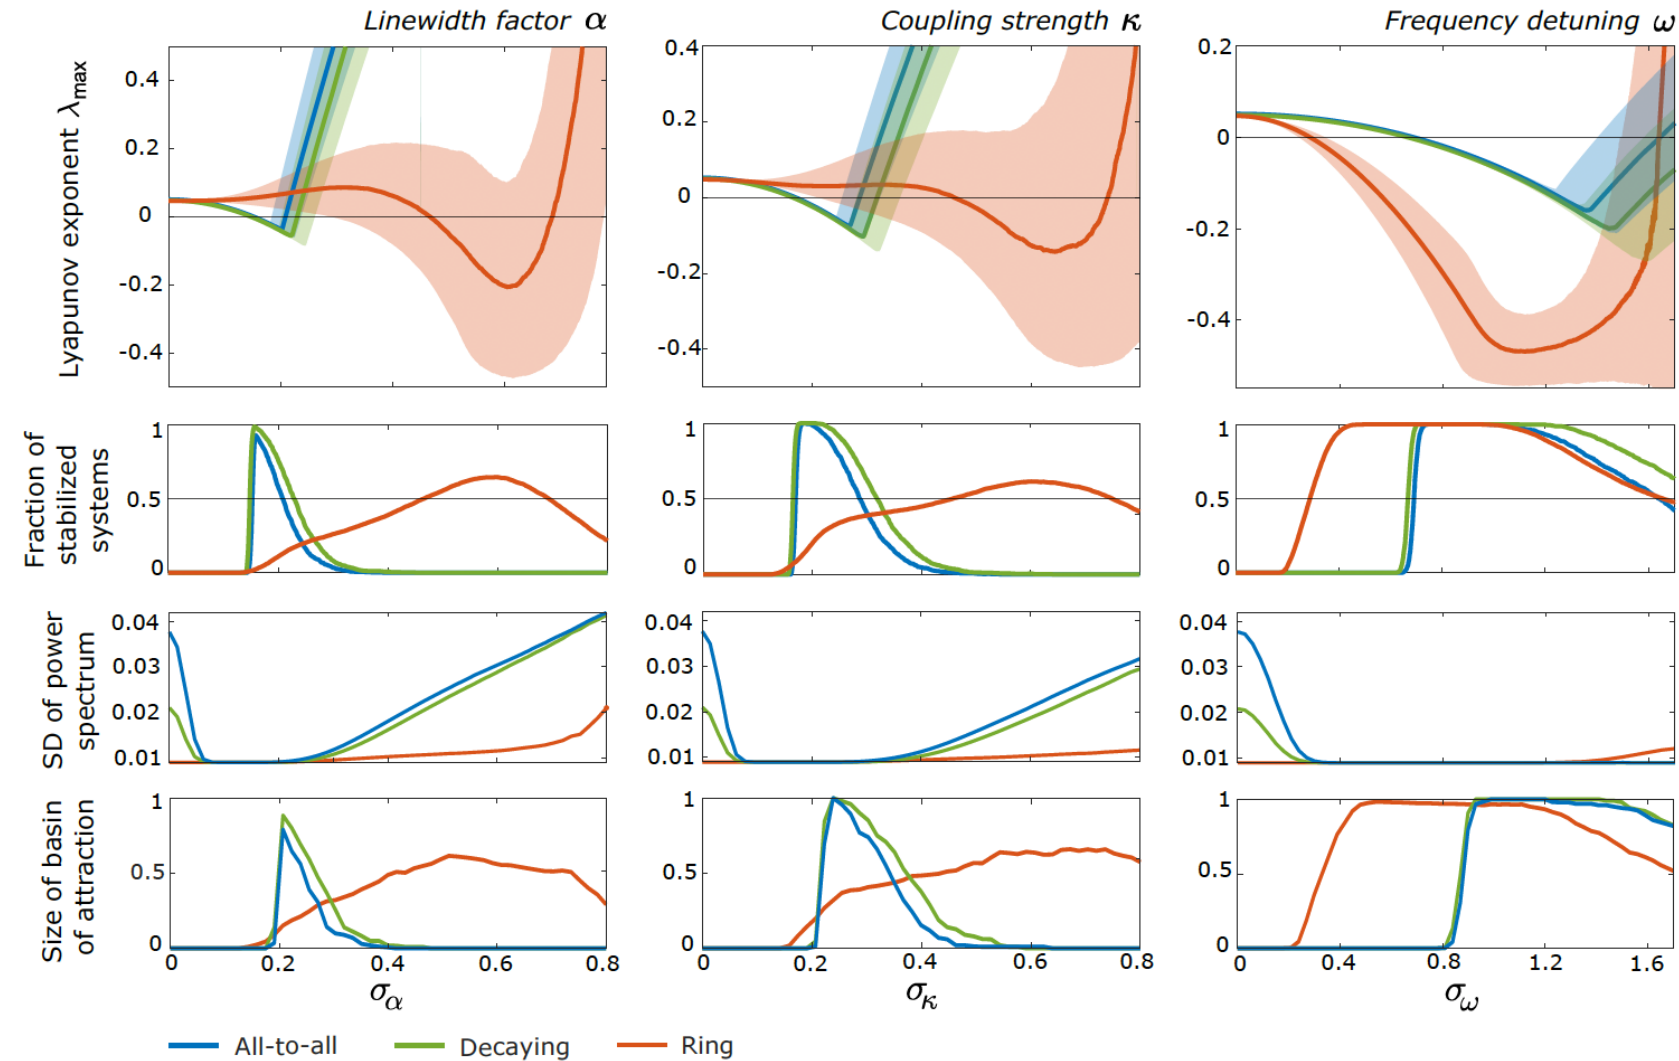 Linewidth factor α
Coupling strength κ
Frequency detuning ω
Lyapunov exponent λmax
0.4
0.2
0
-0.2
-0.4
0.4
0.2
0
-0.2
-0.4
0.2
0
-0.2
-0.4
Fraction of
stabilized
systems
1
0.5
0
1
0.5
0
1
0.5
0
SD of power
spectrum
0.04
0.03
0.02
0.01
0.04
0.03
0.02
0.01
0.04
0.03
0.02
0.01
Size of basin
of attraction
1
0.5
0
1
0.5
0
1
0.5
0
0 0.2 0.4 0.6 0.8
0 0.2 0.4 0.6 0.8
0 0.4 0.8 1.2 1.6
σα
σκ
σω
All-to-all
Decaying
Ring